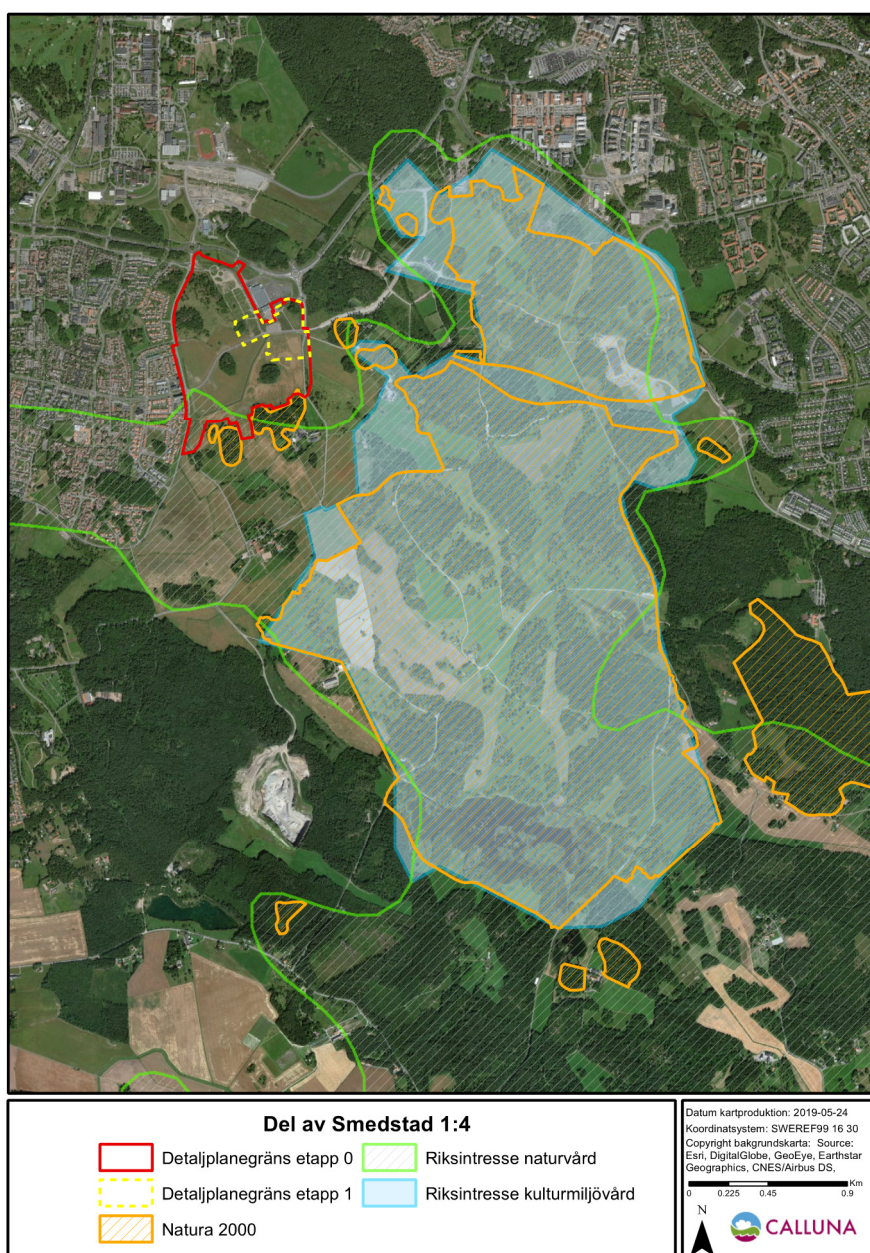 Del av Smedstad 1:4
Detaljplanegräns etapp 0
Detaljplanegräns etapp 1
Natura 2000
Riksintresse naturvård
Riksintresse kulturmiljövård
Datum kartproduktion: 2019-05-24
Koordinatsystem: SWEREF99 16 30
Copyright bakgrundskarta: Source:
Esri, DigitalGlobe, GeoEye, Earthstar
Geographics, CNES/Airbus DS,
Km
0 0.225 0.45 0.9
N
CALLUNA